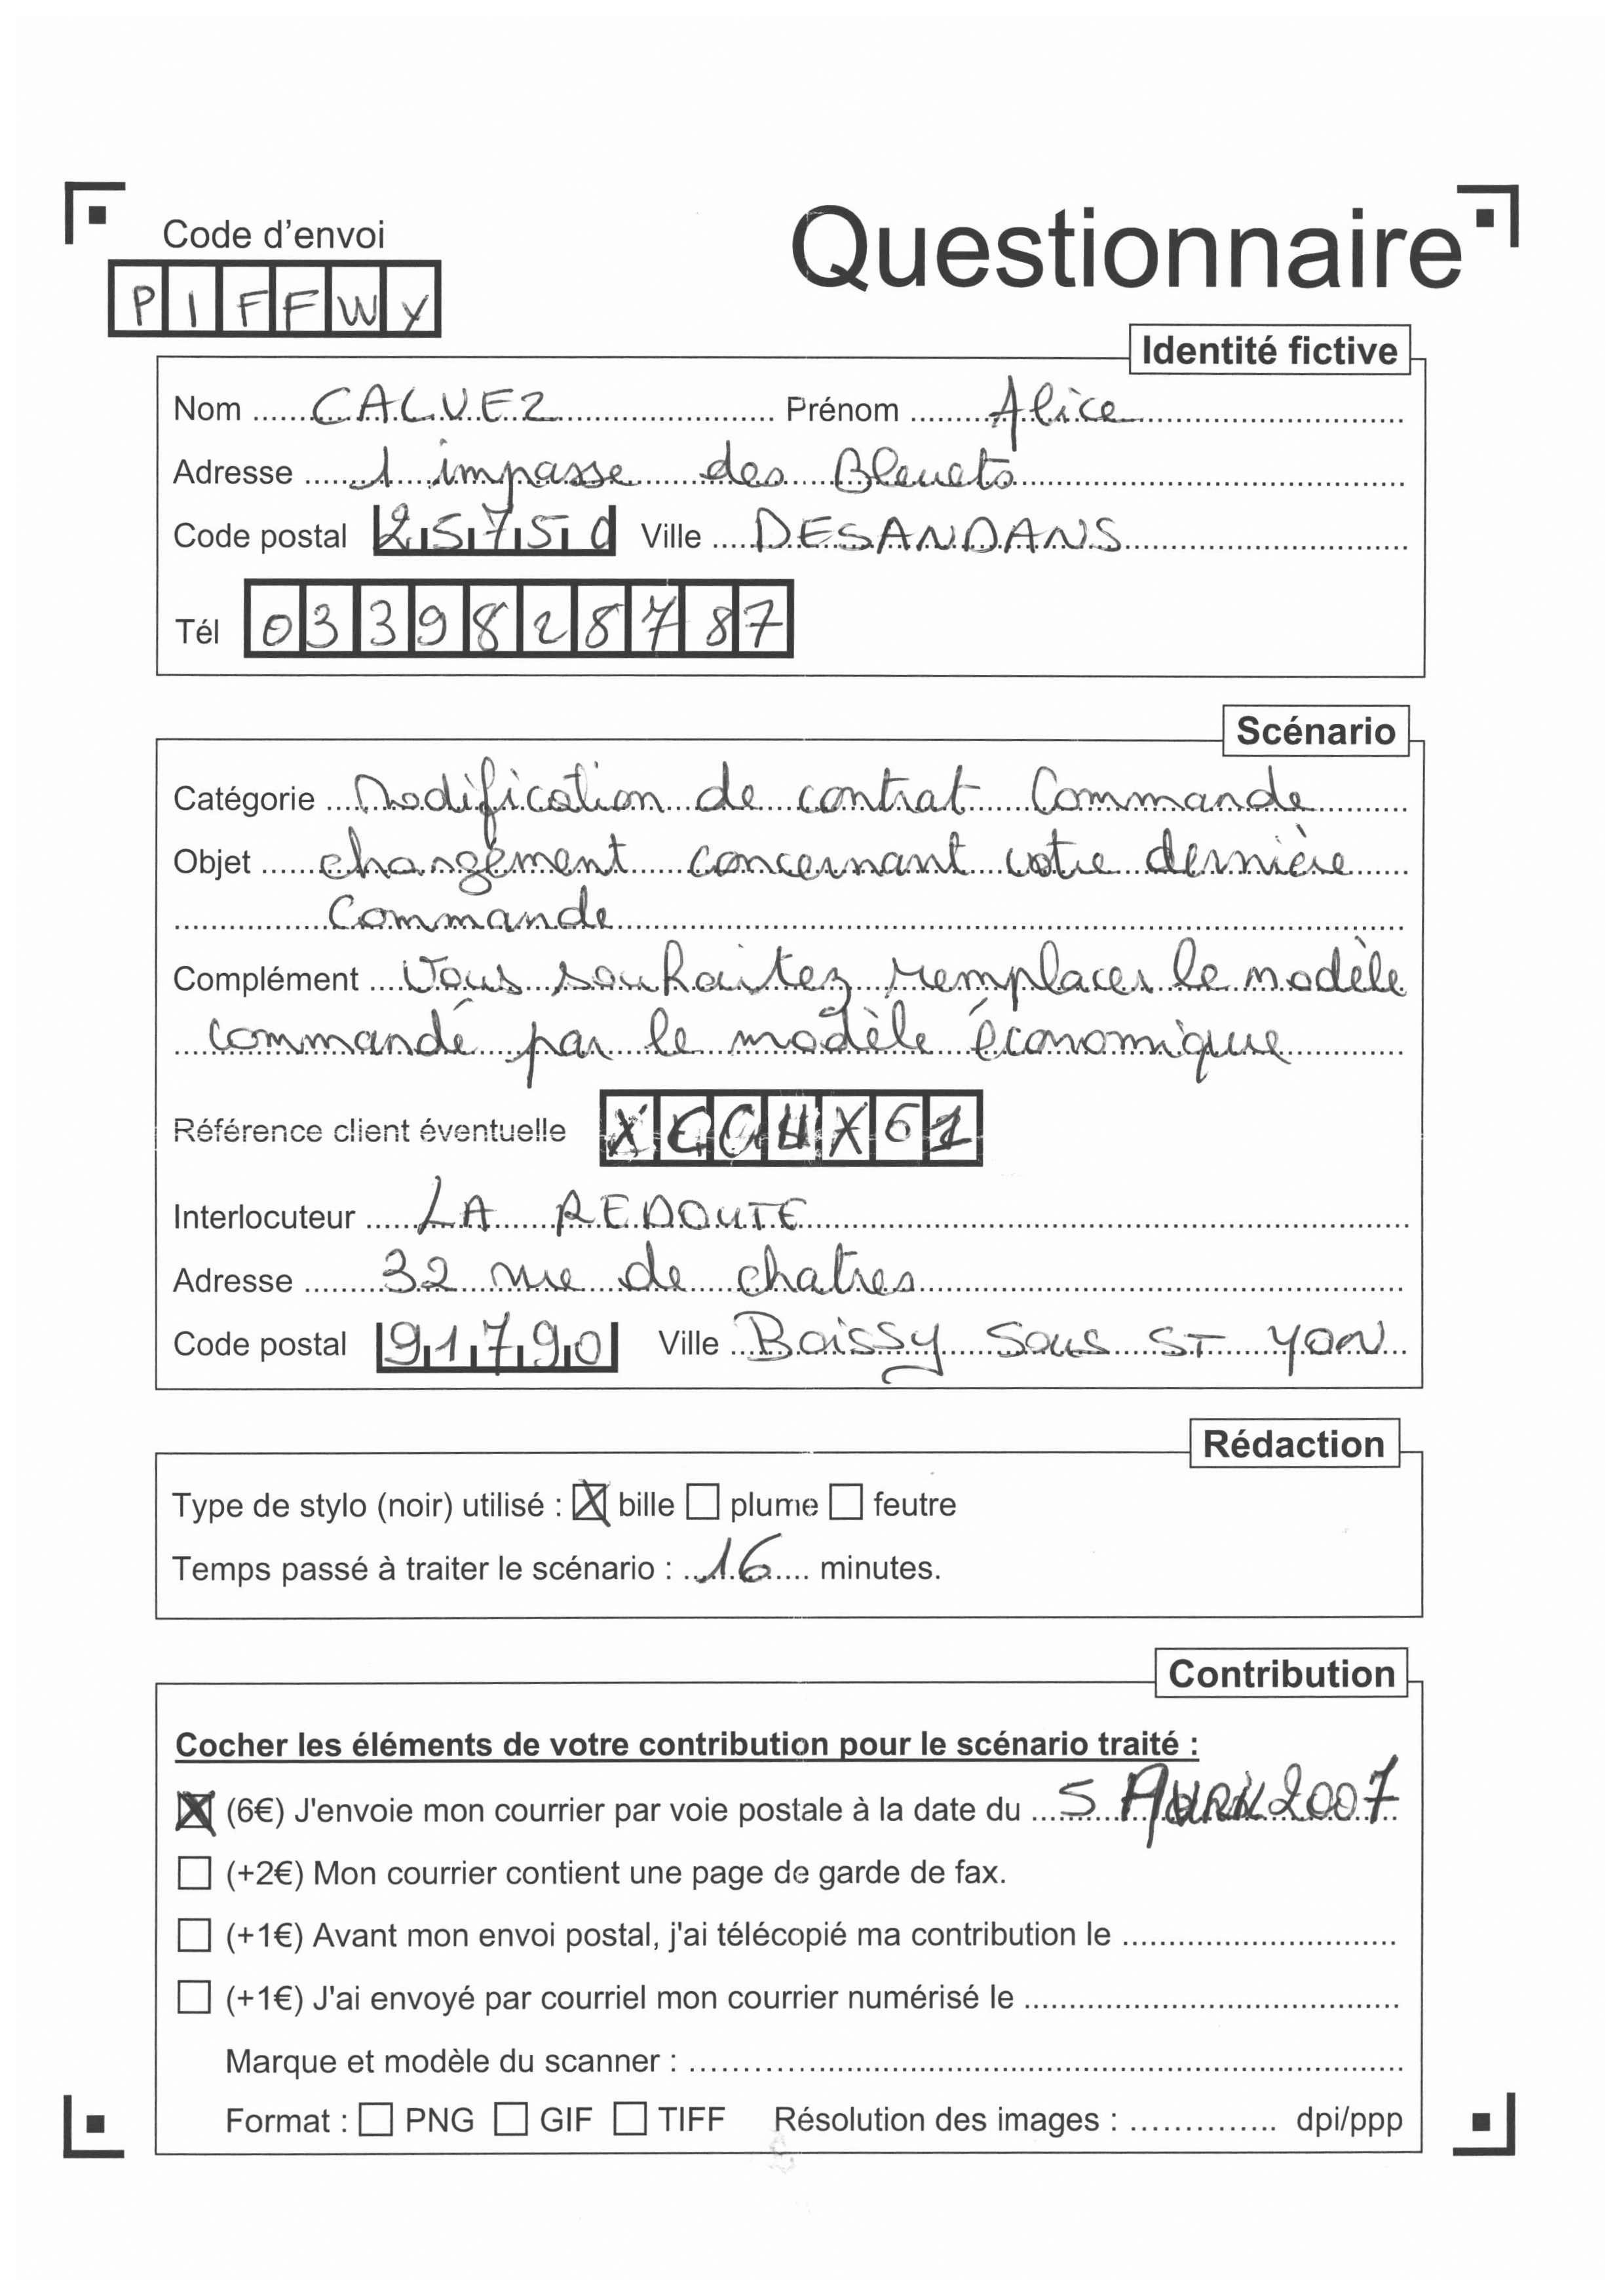 Code d'envoi
Questionnaire
PIFFWY
Identité fictive
Nom CALVEZ Prénom Alice
Adresse 1 impasse des Bleuets
Code postal 25750 Ville DESANDANS
Tél 0339828787
Scénario
Catégorie Modification de contrat Commande
Objet changement concernant votre dernière
Commande
Complément Vous souhaitez remplacer le modèle
commandé par le modèle économique
Référence client éventuelle X 61
Interlocuteur LA REDOUTE
Adresse 32 rue de chatres
Code postal 91790 Ville Boissy Sous ST YON
Rédaction
Type de stylo (noir) utilisé : bille plume feutre
Temps passé à traiter le scénario : 16 minutes.
Contribution
Cocher les éléments de votre contribution pour le scénario traité :
(6€) J'envoie mon courrier par voie postale à la date du 5 AVRIL 2007
(+2€) Mon courrier contient une page de garde de fax.
(+1€) Avant mon envoi postal, j'ai télécopié ma contribution le
(+1€) J'ai envoyé par courriel mon courrier numérisé le
Marque et modèle du scanner :
Format : PNG GIF TIFF Résolution des images : dpi/ppp